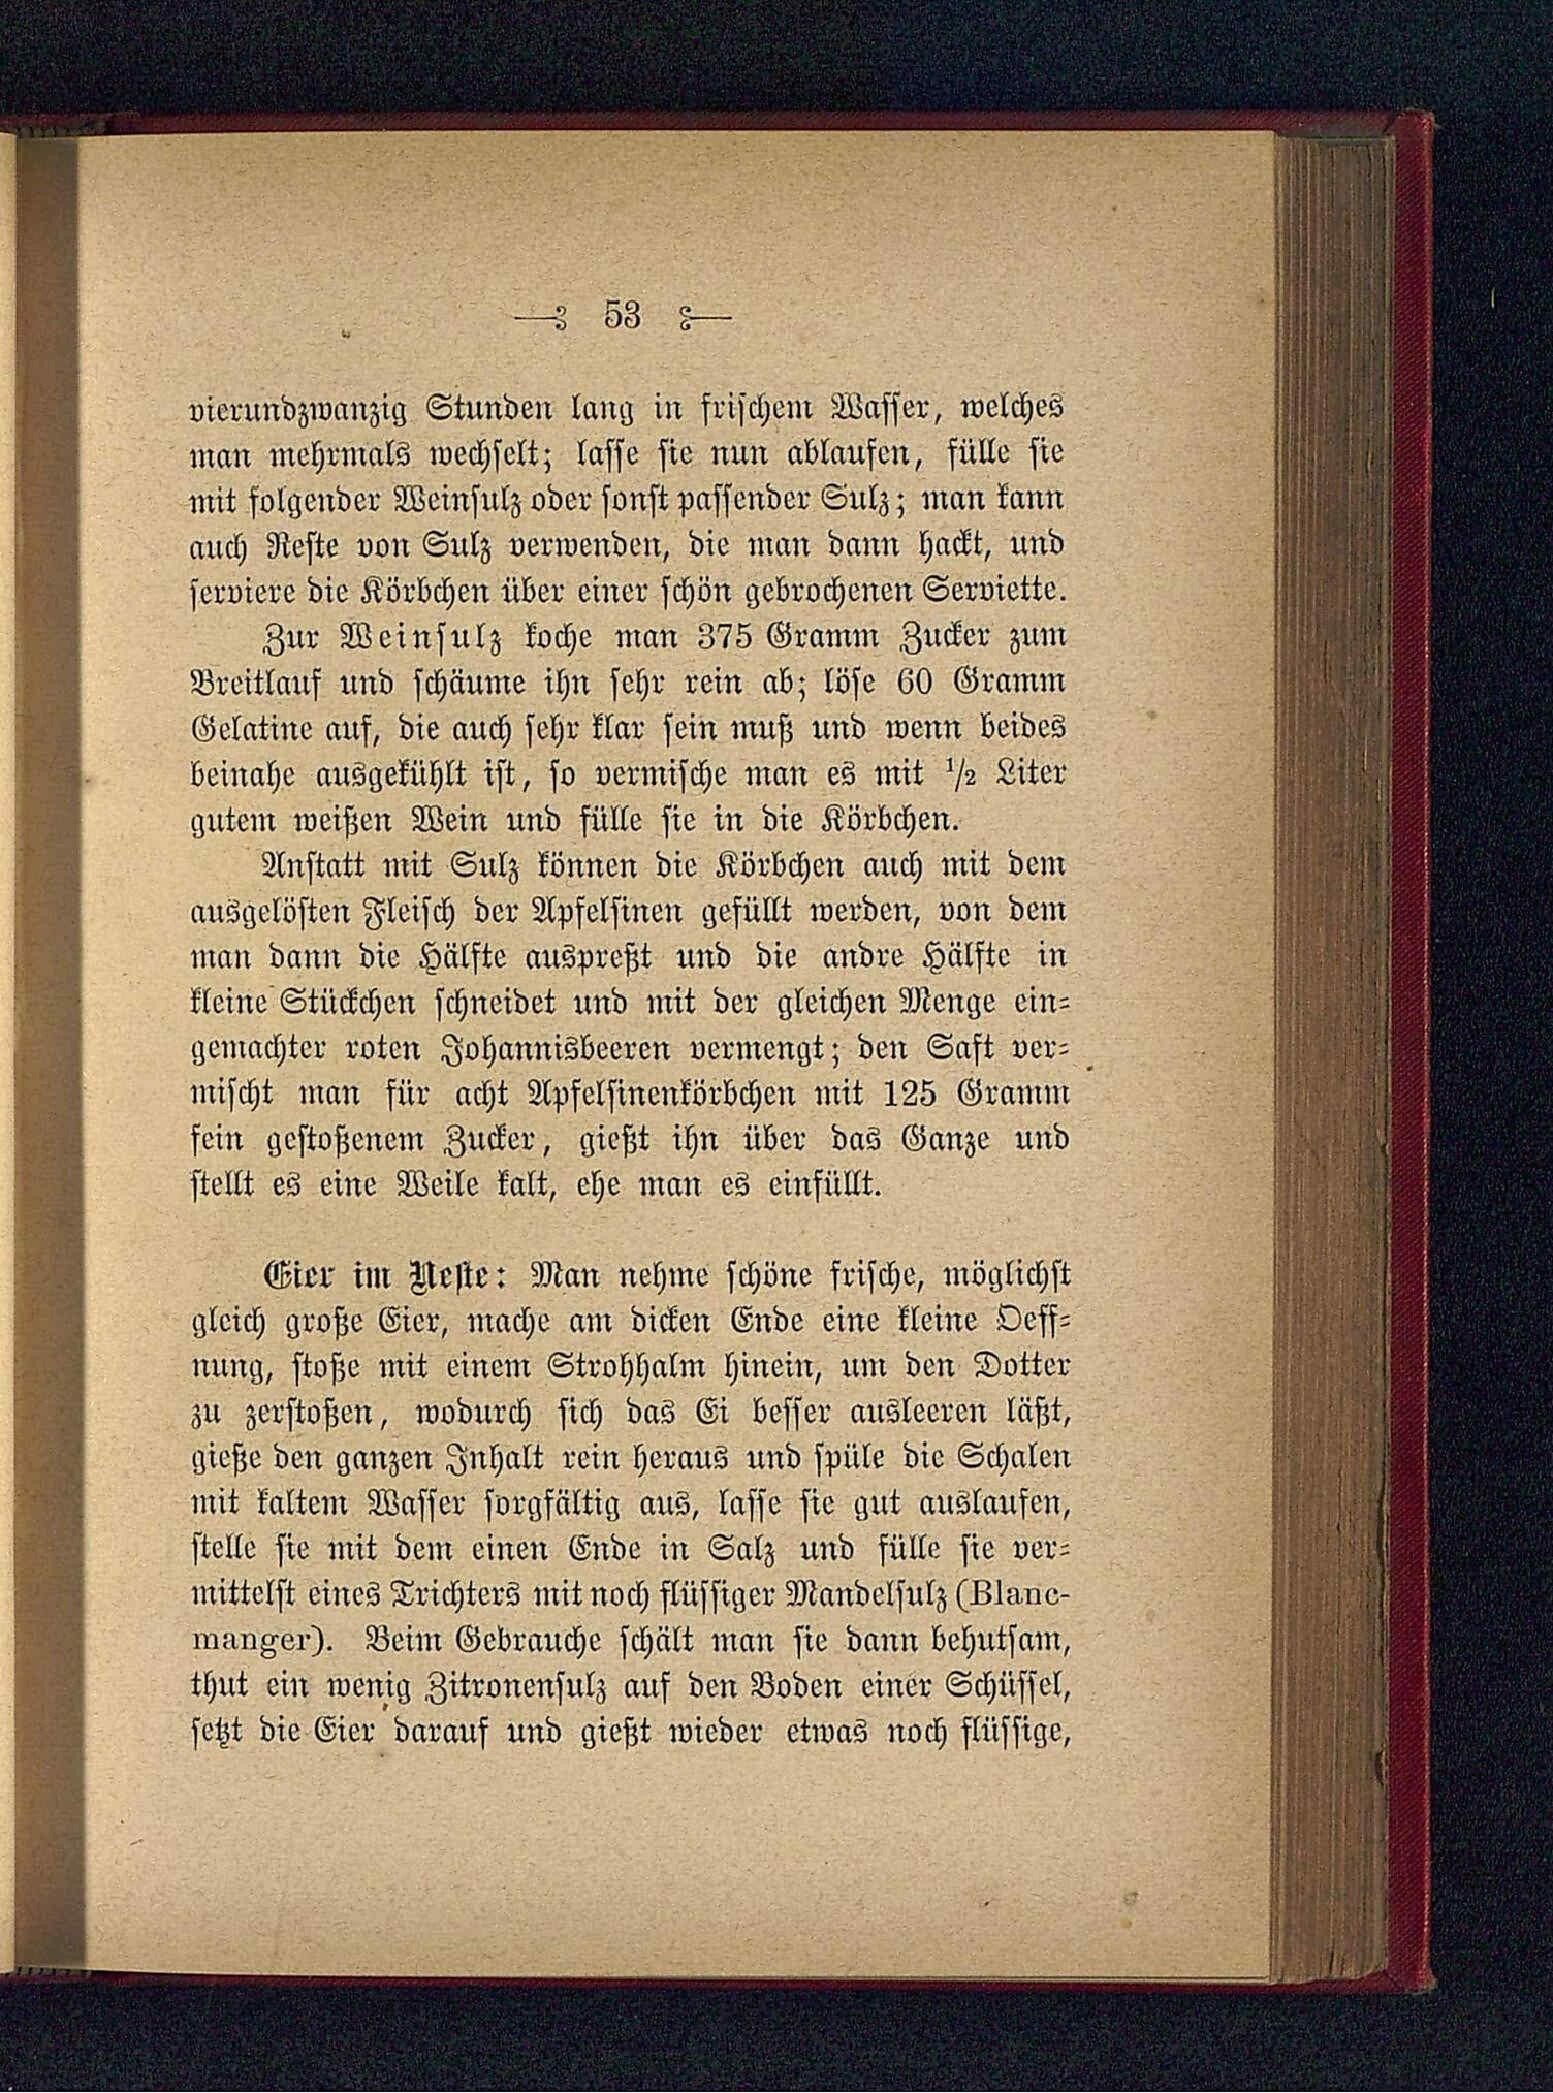 53
vierundzwanzig Stunden lang in frischem Wasser, welches
man mehrmals wechselt; lasse sie nun ablaufen, fülle sie
mit folgender Weinsulz oder sonst passender Sulz; man kann
auch Reste von Sulz verwenden, die man dann hackt, und
serviere die Körbchen über einer schön gebrochenen Serviette.
Zur Weinsulz koche man 375 Gramm Zucker zum
Breitlauf und schäume ihn sehr rein ab; löse 60 Gramm
Gelatine auf, die auch sehr klar sein muß und wenn beides
beinahe ausgekühlt ist, so vermische man es mit ½ Liter
gutem weißen Wein und fülle sie in die Körbchen.
Anstatt mit Sulz können die Körbchen auch mit dem
ausgelösten Fleisch der Apfelsinen gefüllt werden, von dem
man dann die Hälfte auspreßt und die andre Hälfte in
kleine Stückchen schneidet und mit der gleichen Menge ein-
gemachter roten Johannisbeeren vermengt; den Saft ver-
mischt man für acht Apfelsinenkörbchen mit 125 Gramm
fein gestoßenem Zucker, gießt ihn über das Ganze und
stellt es eine Weile kalt, ehe man es einfüllt.
Eier im Neste: Man nehme schöne frische, möglichst
gleich große Eier, mache am dicken Ende eine kleine Oeff-
nung, stoße mit einem Strohhalm hinein, um den Dotter
zu zerstoßen, wodurch sich das Ei besser ausleeren läßt,
gieße den ganzen Inhalt rein heraus und spüle die Schalen
mit kaltem Wasser sorgfältig aus, lasse sie gut auslaufen,
stelle sie mit dem einen Ende in Salz und fülle sie ver-
mittelst eines Trichters mit noch flüssiger Mandelsulz (Blanc-
manger). Beim Gebrauche schält man sie dann behutsam,
thut ein wenig Zitronensulz auf den Boden einer Schüssel,
setzt die Eier darauf und gießt wieder etwas noch flüssige,